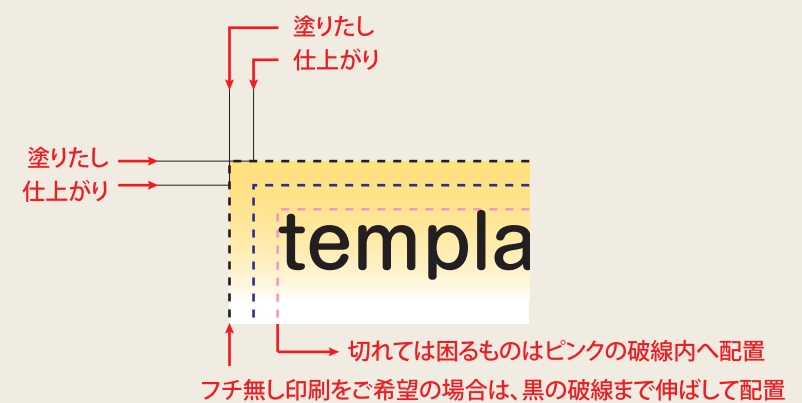 塗りたし
仕上がり
塗りたし
仕上がり
templa
切れては困るものはピンクの破線内へ配置
フチ無し印刷をご希望の場合は、黒の破線まで伸ばして配置